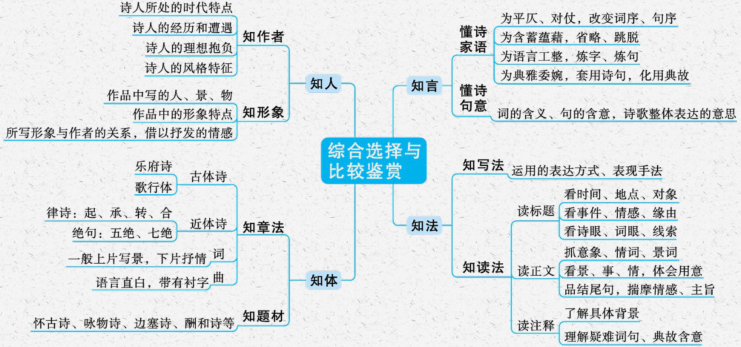 综合选择与
比较鉴赏
知人
知作者
诗人所处的时代特点
诗人的经历和遭遇
诗人的理想抱负
诗人的风格特征
知形象
作品中写的人、景、物
作品中的形象特点
所写形象与作者的关系，借以抒发的情感
知体
知章法
古体诗
乐府诗
歌行体
近体诗
律诗：起、承、转、合
绝句：五绝、七绝
词
一般上片写景，下片抒情
曲
语言直白，带有衬字
知题材
怀古诗、咏物诗、边塞诗、酬和诗等
知言
懂诗
家语
为平仄、对仗，改变词序、句序
为含蓄蕴藉，省略、跳脱
为语言工整，炼字、炼句
为典雅委婉，套用诗句，化用典故
懂诗
句意
词的含义、句的含意，诗歌整体表达的意思
知法
知写法
运用的表达方式、表现手法
知读法
读标题
看时间、地点、对象
看事件、情感、缘由
看诗眼、词眼、线索
读正文
抓意象、情词、景词
看景、事、情，体会用意
品结尾句，揣摩情感、主旨
读注释
了解具体背景
理解疑难词句、典故含意